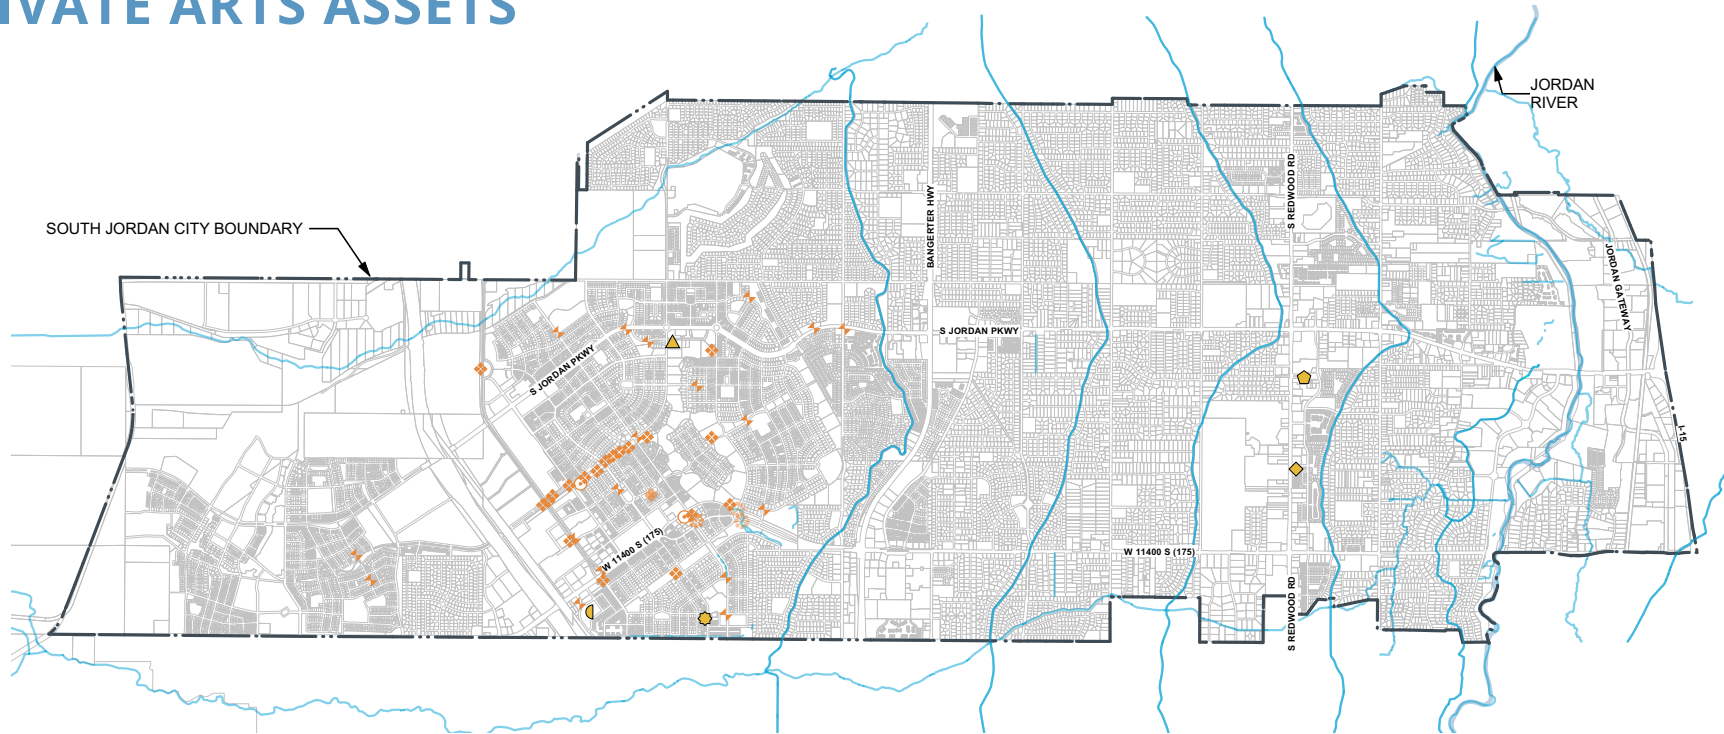 IVATE ARTS ASSETS
JORDAN
RIVER
SOUTH JORDAN CITY BOUNDARY
BANGERTER HWY
S REDWOOD RD
JORDAN GATEWAY
S JORDAN PKWY
S JORDAN PKWY
I-15
W 11400 S (175)
W 11400 S (175)
S REDWOOD RD